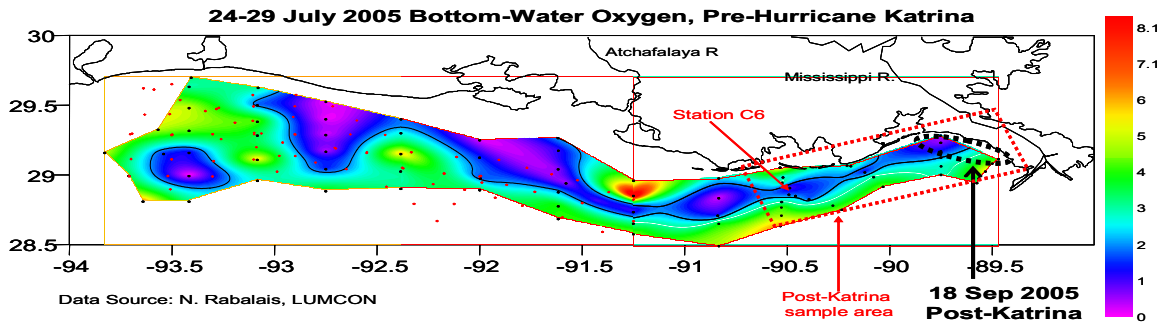 24-29 July 2005 Bottom-Water Oxygen, Pre-Hurricane Katrina
30
29.5
29
28.5
-94
-93.5
-93
-92.5
-92
-91.5
-91
-90.5
-90
-89.5
Atchafalaya R
Mississippi R.
Station C6
8.1
7.1
6
5
4
3
2
1
0
Data Source: N. Rabalais, LUMCON
Post-Katrina
sample area
18 Sep 2005
Post-Katrina